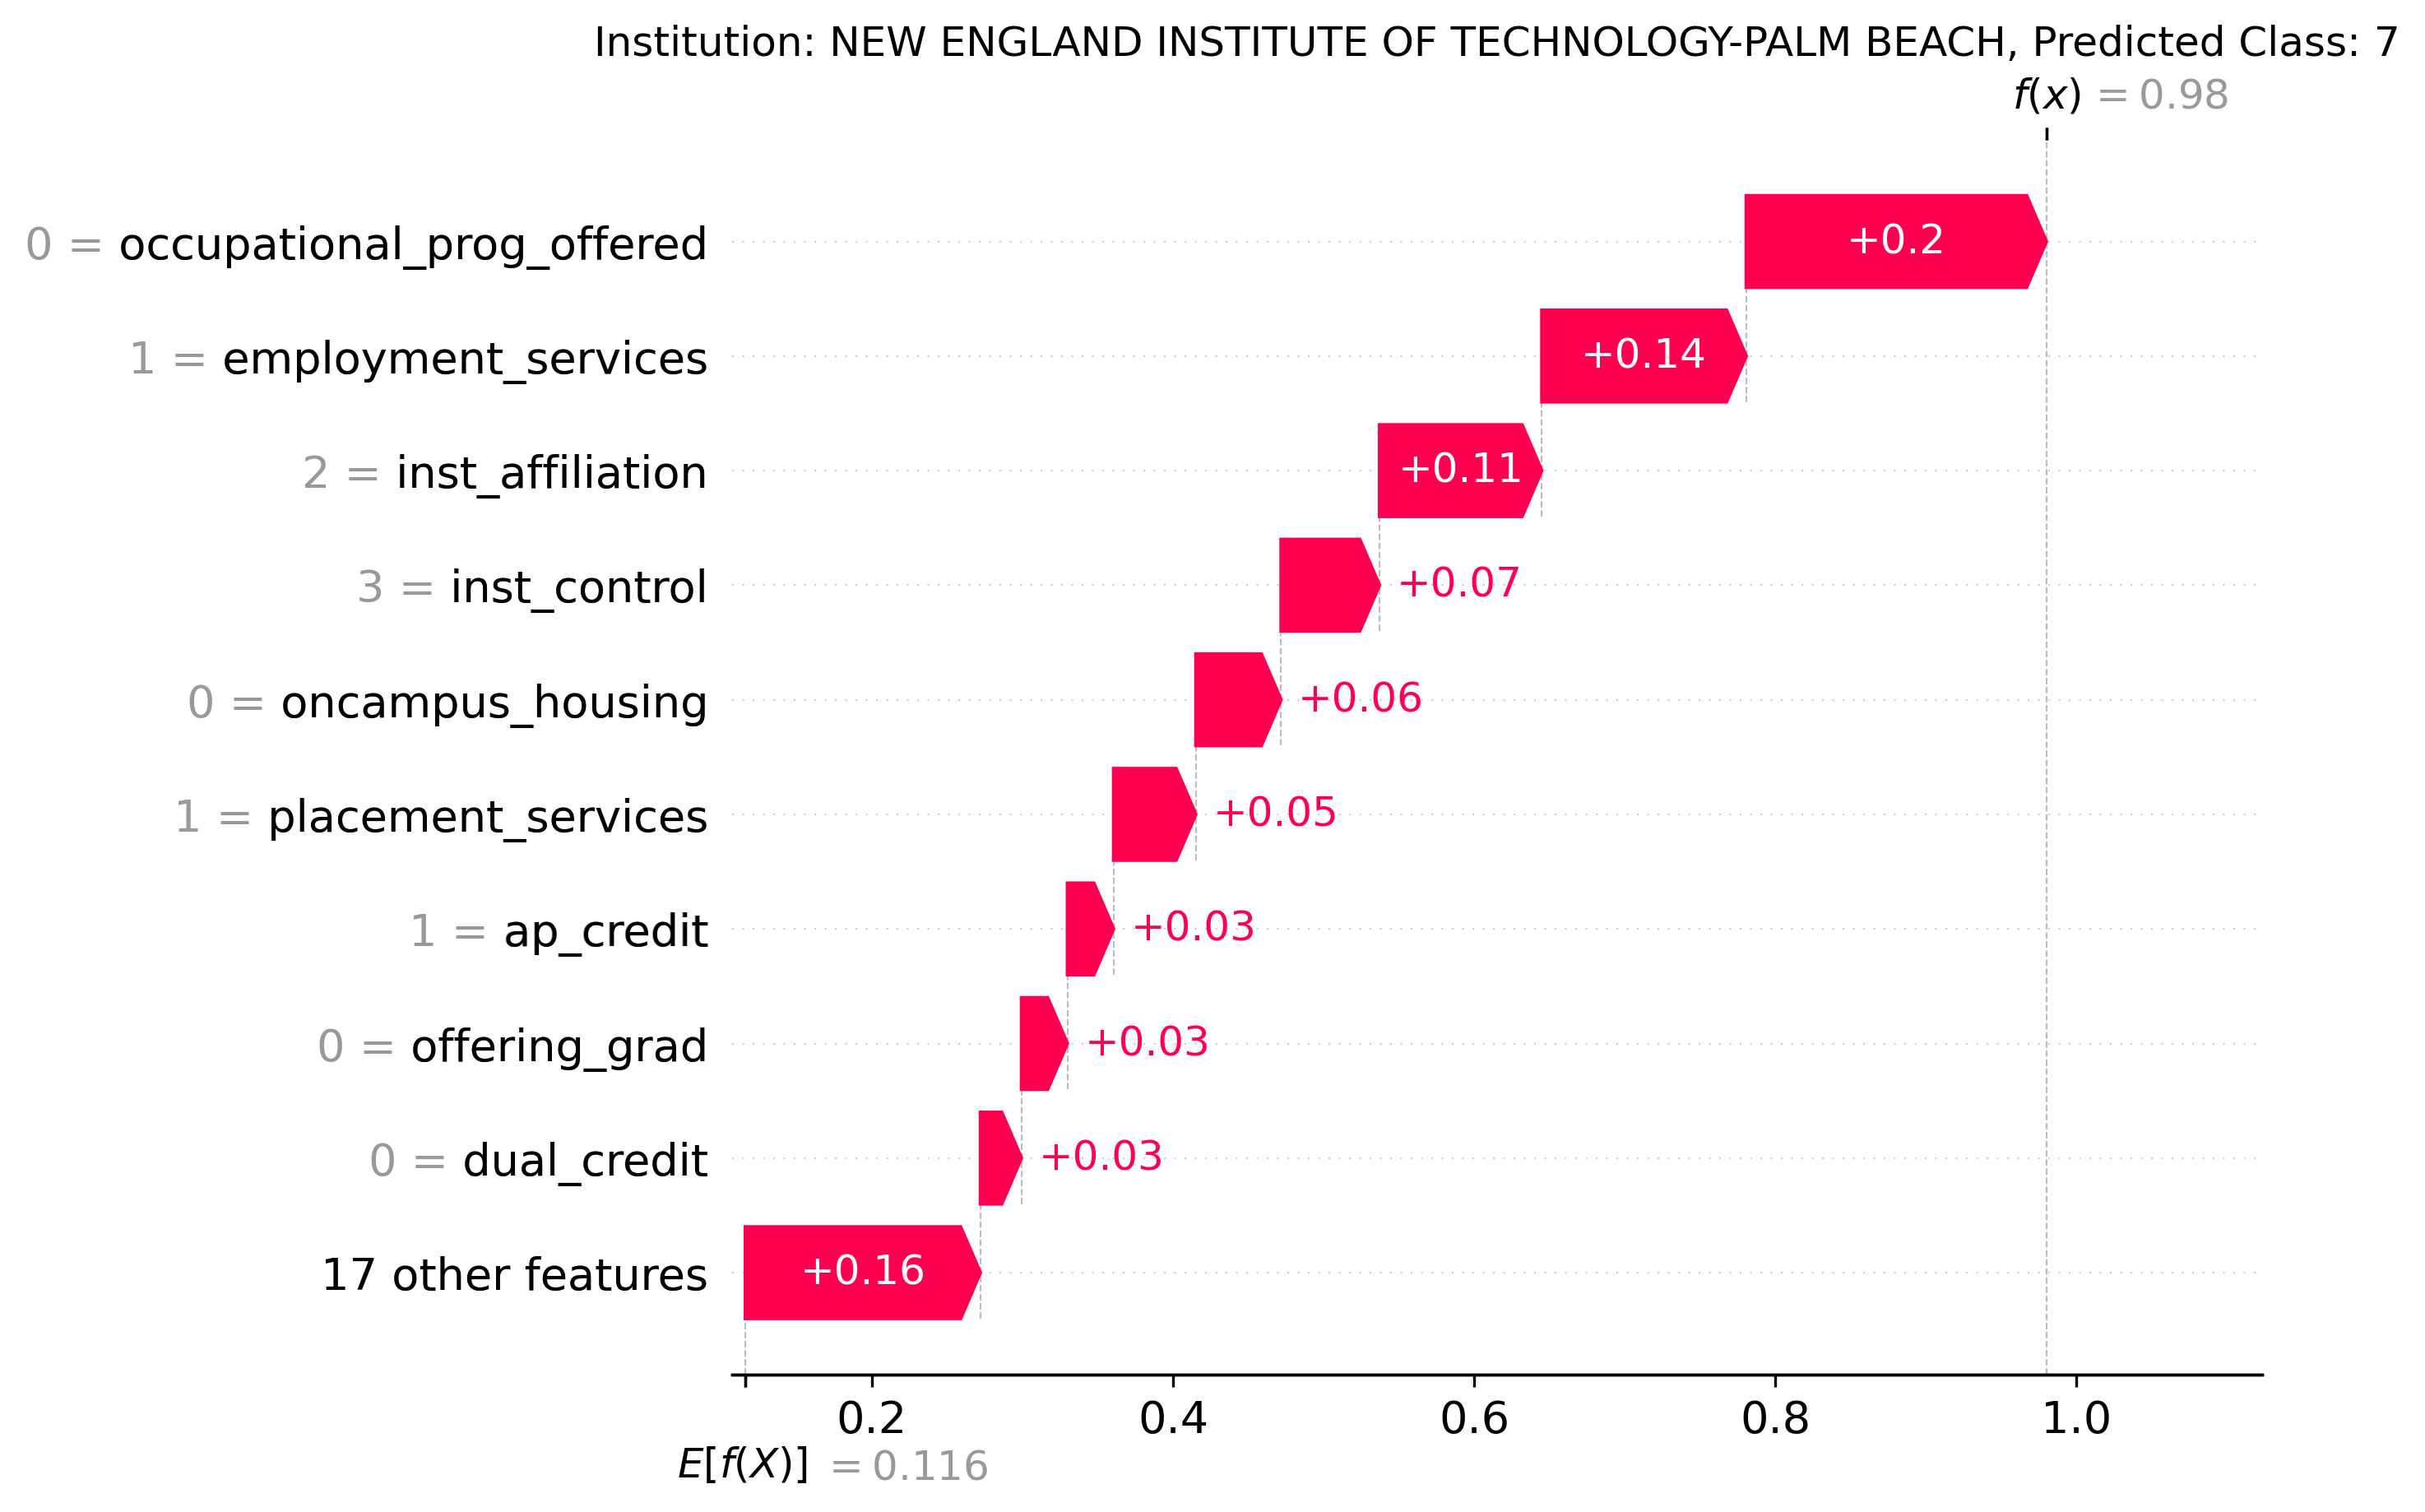 Institution: NEW ENGLAND INSTITUTE OF TECHNOLOGY-PALM BEACH, Predicted Class: 7
f(x) = 0.98
0 = occupational_prog_offered +0.2
1 = employment_services +0.14
2 = inst_affiliation +0.11
3 = inst_control +0.07
0 = oncampus_housing +0.06
1 = placement_services +0.05
1 = ap_credit +0.03
0 = offering_grad +0.03
0 = dual_credit +0.03
17 other features +0.16
0.2 0.4 0.6 0.8 1.0
E[f(X)] = 0.116